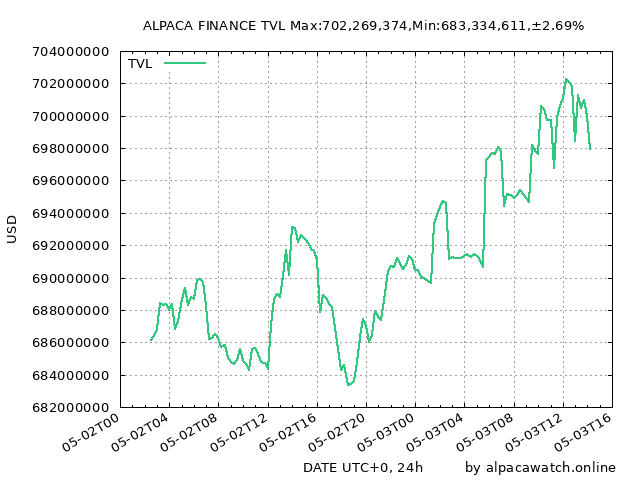 ALPACA FINANCE TVL Max:702,269,374,Min:683,334,611,±2.69%
704000000
702000000
700000000
698000000
696000000
694000000
692000000
690000000
688000000
686000000
684000000
682000000
USD
TVL
05-02T00
05-02T04
05-02T08
05-02T12
05-02T16
05-02T20
05-03T00
05-03T04
05-03T08
05-03T12
05-03T16
DATE UTC+0, 24h
by alpacawatch.online